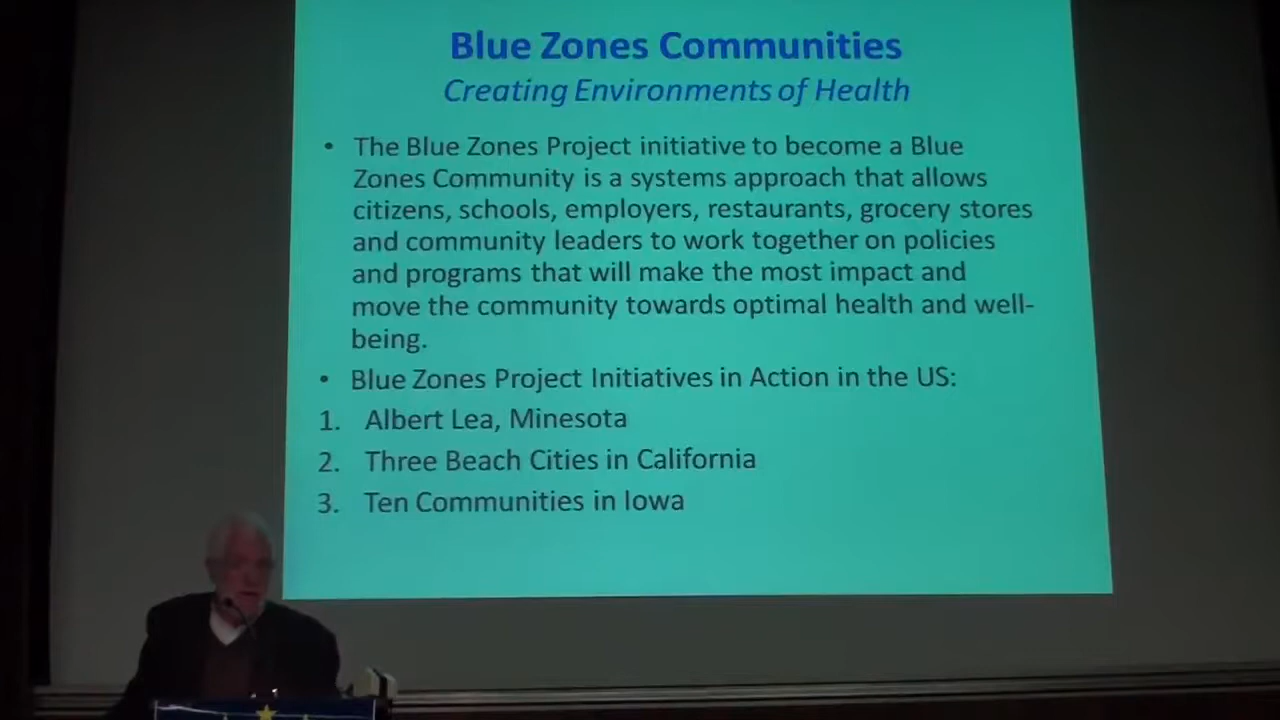 Blue Zones Communities
Creating Environments of Health
• The Blue Zones Project initiative to become a Blue
Zones Community is a systems approach that allows
citizens, schools, employers, restaurants, grocery stores
and community leaders to work together on policies
and programs that will make the most impact and
move the community towards optimal health and well-
being.
• Blue Zones Project Initiatives in Action in the US:
1. Albert Lea, Minesota
2. Three Beach Cities in California
3. Ten Communities in Iowa